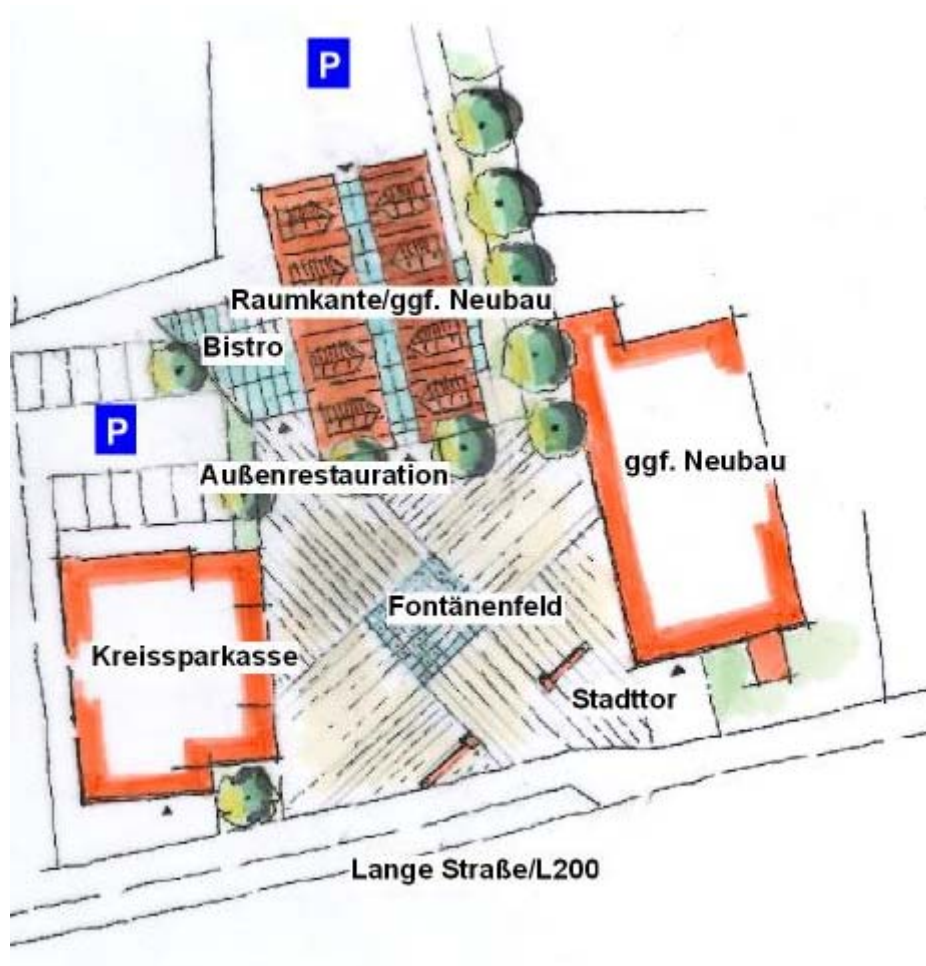 P
Raumkante/ggf. Neubau
Bistro
P
Außenrestauration
ggf. Neubau
Fontänenfeld
Kreissparkasse
Stadttor
Lange Straße/L200